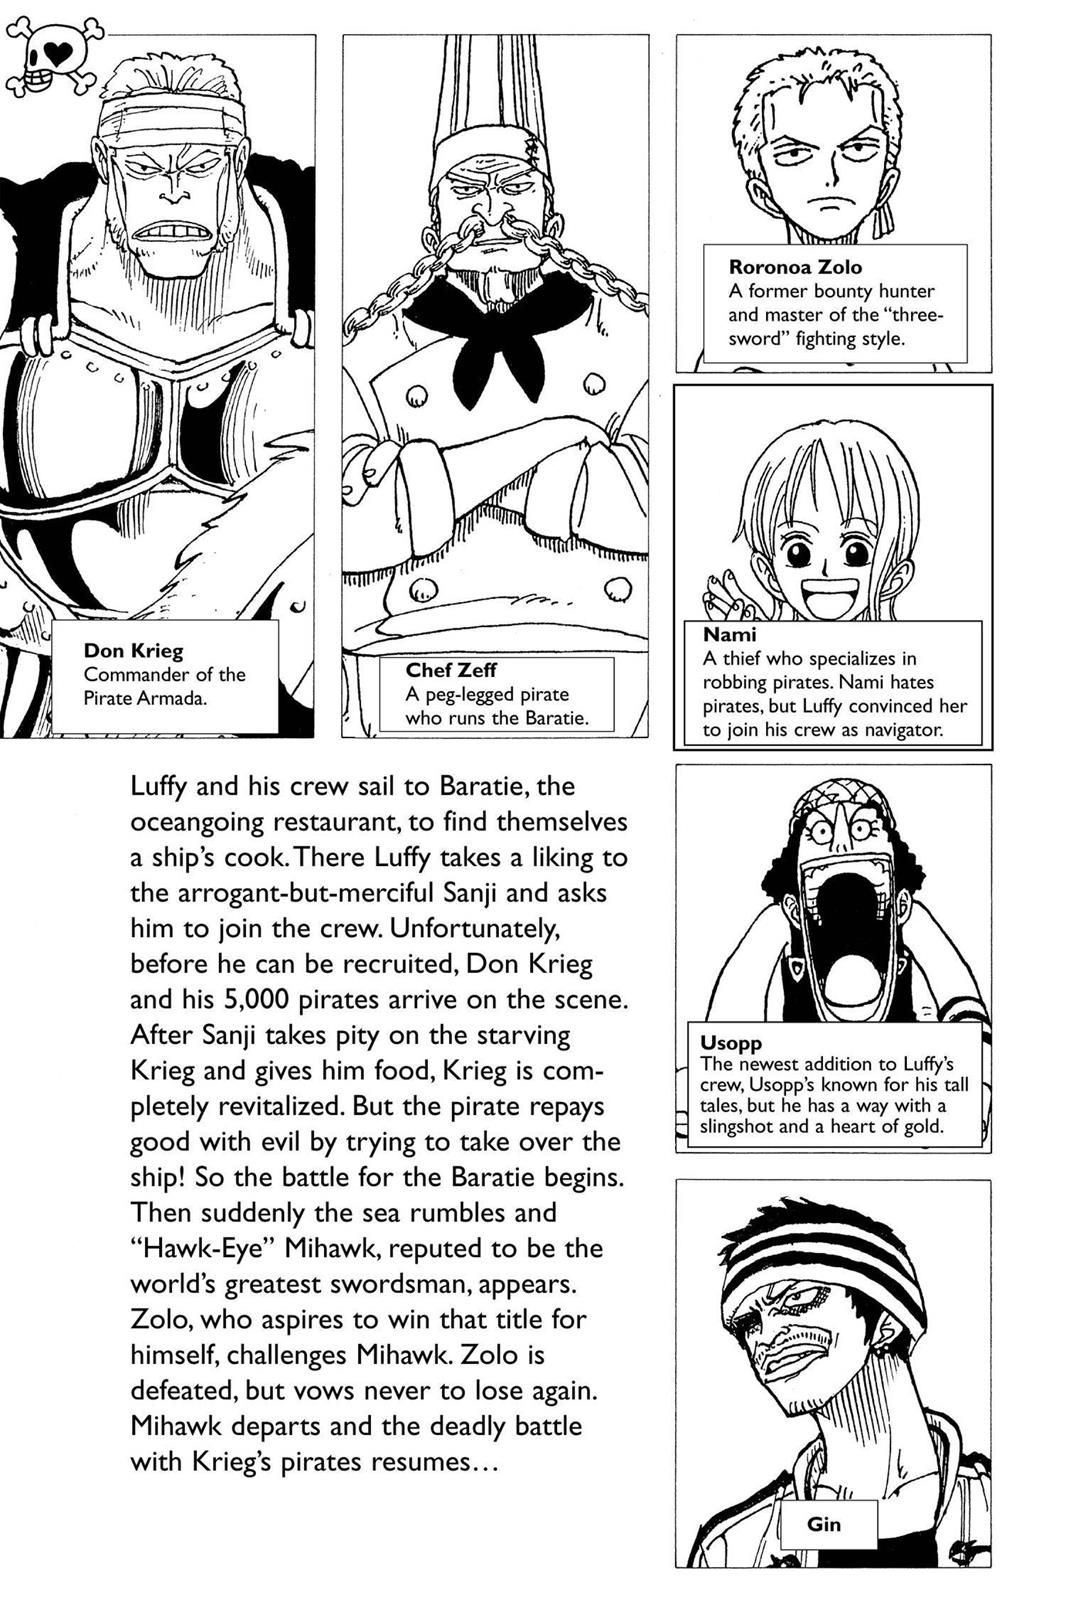 Don Krieg
Commander of the
Pirate Armada.
Chef Zeff
A peg-legged pirate
who runs the Baratie.
Roronoa Zolo
A former bounty hunter
and master of the “three-
sword” fighting style.
Nami
A thief who specializes in
robbing pirates. Nami hates
pirates, but Luffy convinced her
to join his crew as navigator.
Usopp
The newest addition to Luffy’s
crew, Usopp’s known for his tall
tales, but he has a way with a
slingshot and a heart of gold.
Gin
Luffy and his crew sail to Baratie, the
oceangoing restaurant, to find themselves
a ship’s cook. There Luffy takes a liking to
the arrogant-but-merciful Sanji and asks
him to join the crew. Unfortunately,
before he can be recruited, Don Krieg
and his 5,000 pirates arrive on the scene.
After Sanji takes pity on the starving
Krieg and gives him food, Krieg is com-
pletely revitalized. But the pirate repays
good with evil by trying to take over the
ship! So the battle for the Baratie begins.
Then suddenly the sea rumbles and
“Hawk-Eye” Mihawk, reputed to be the
world’s greatest swordsman, appears.
Zolo, who aspires to win that title for
himself, challenges Mihawk. Zolo is
defeated, but vows never to lose again.
Mihawk departs and the deadly battle
with Krieg’s pirates resumes…